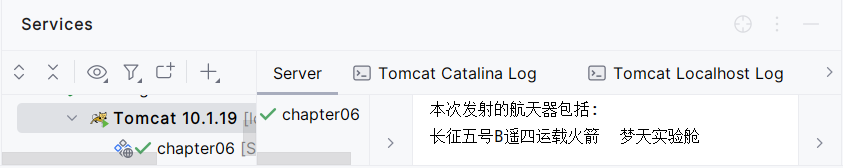 Services
Server
Tomcat Catalina Log
Tomcat Localhost Log
Tomcat 10.1.19 [lo
chapter06 [S
chapter06
本次发射的航天器包括：
长征五号B遥四运载火箭 梦天实验舱